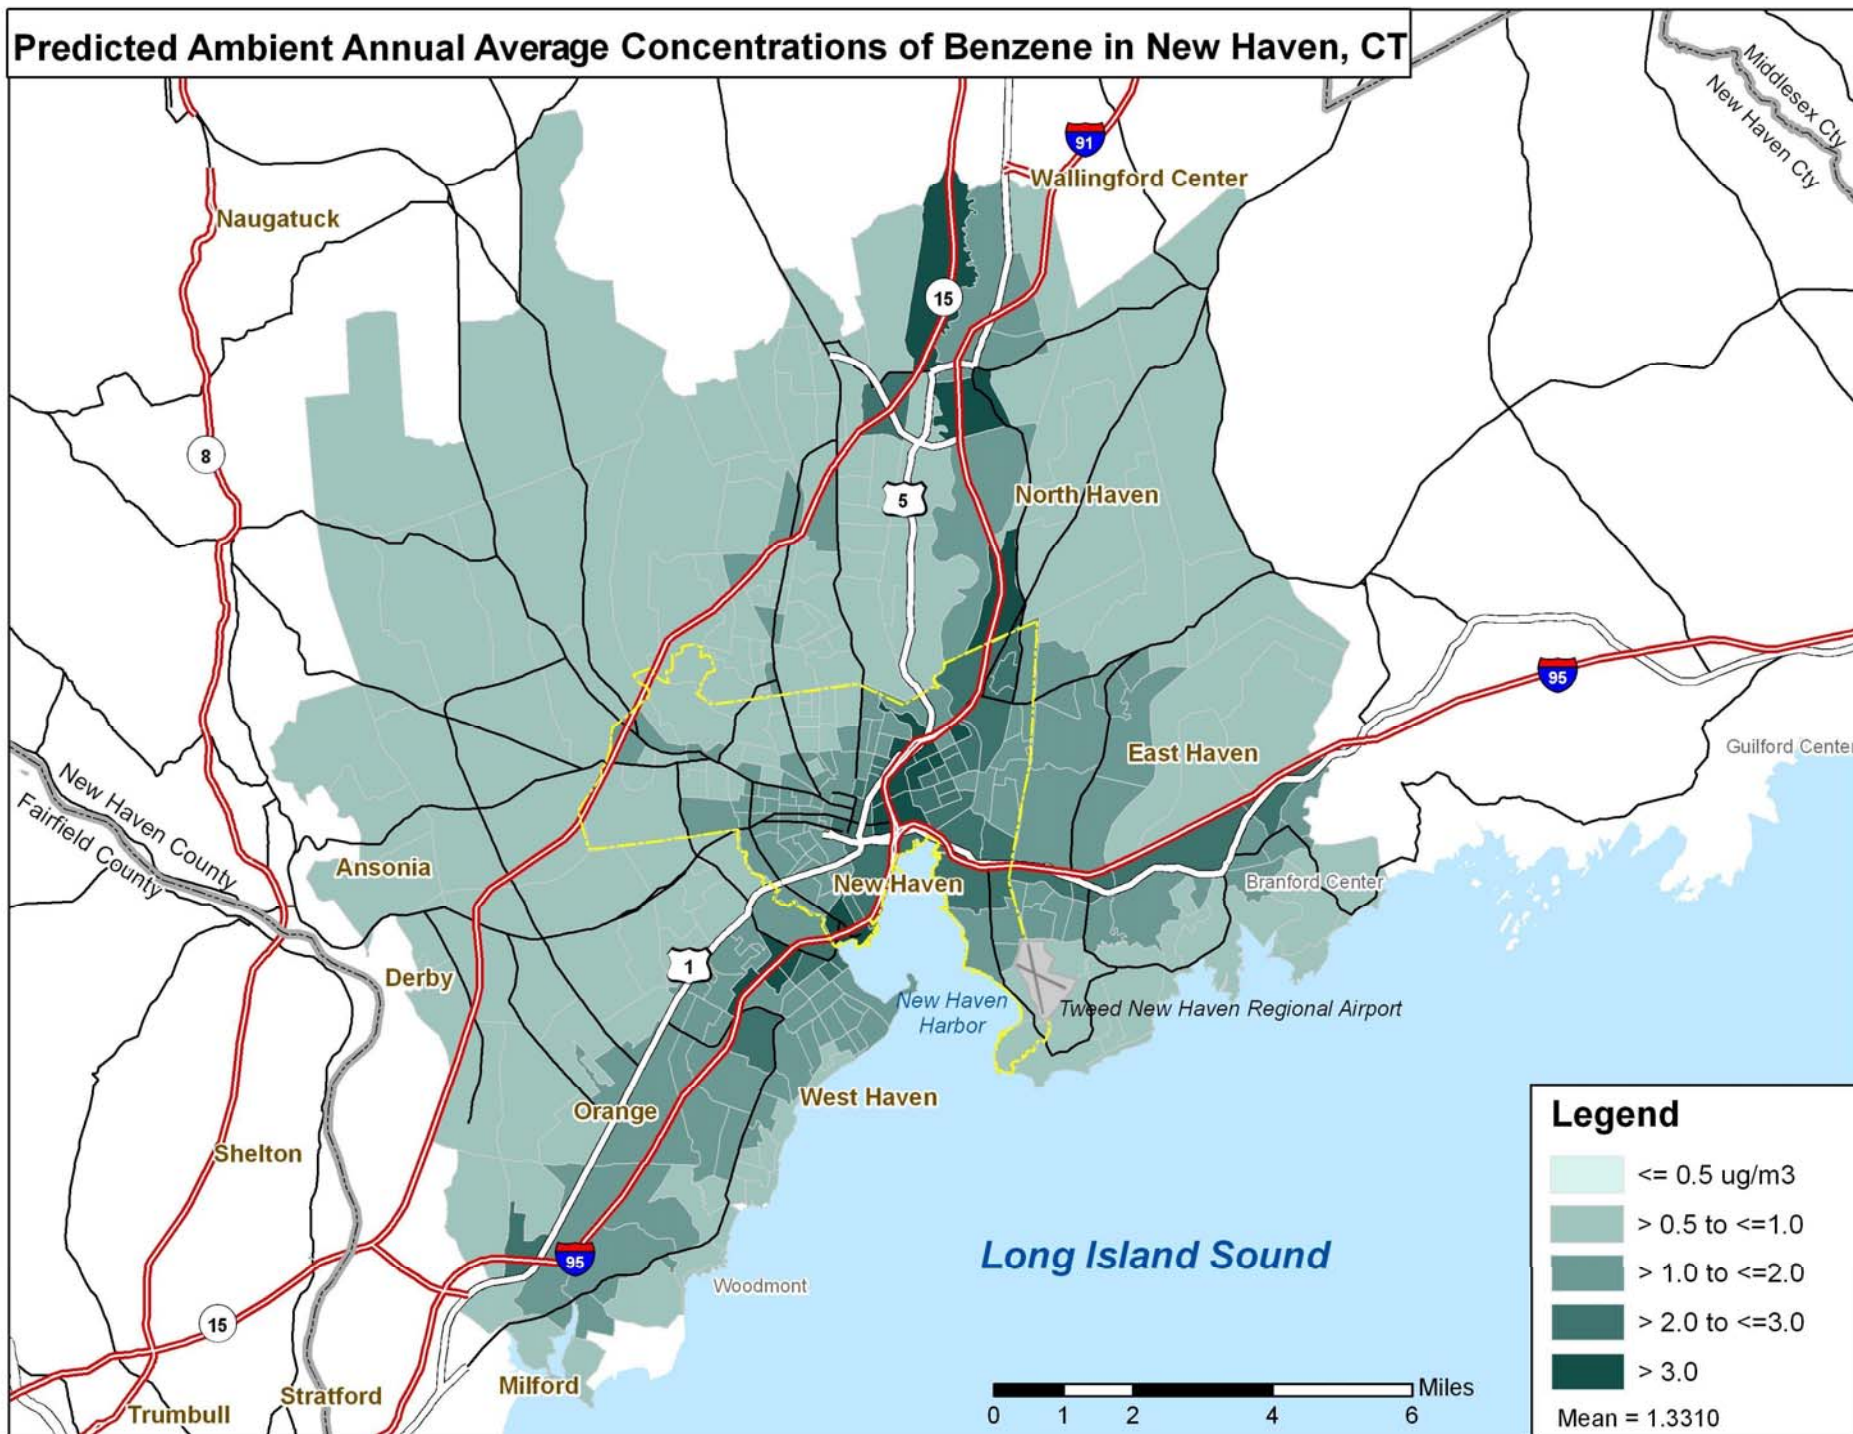 Predicted Ambient Annual Average Concentrations of Benzene in New Haven, CT
Middlesex Cty
New Haven Cty
91
Wallingford Center
Naugatuck
15
8
5
North Haven
95
East Haven
Guilford Center
New Haven County
Fairfield County
Ansonia
New Haven
Branford Center
Derby
1
New Haven
Harbor
Tweed New Haven Regional Airport
West Haven
Orange
Shelton
Long Island Sound
95
Woodmont
15
Milford
Stratford
Trumbull
Legend
<= 0.5 ug/m3
> 0.5 to <=1.0
> 1.0 to <=2.0
> 2.0 to <=3.0
> 3.0
Mean = 1.3310
Miles
0 1 2 4 6